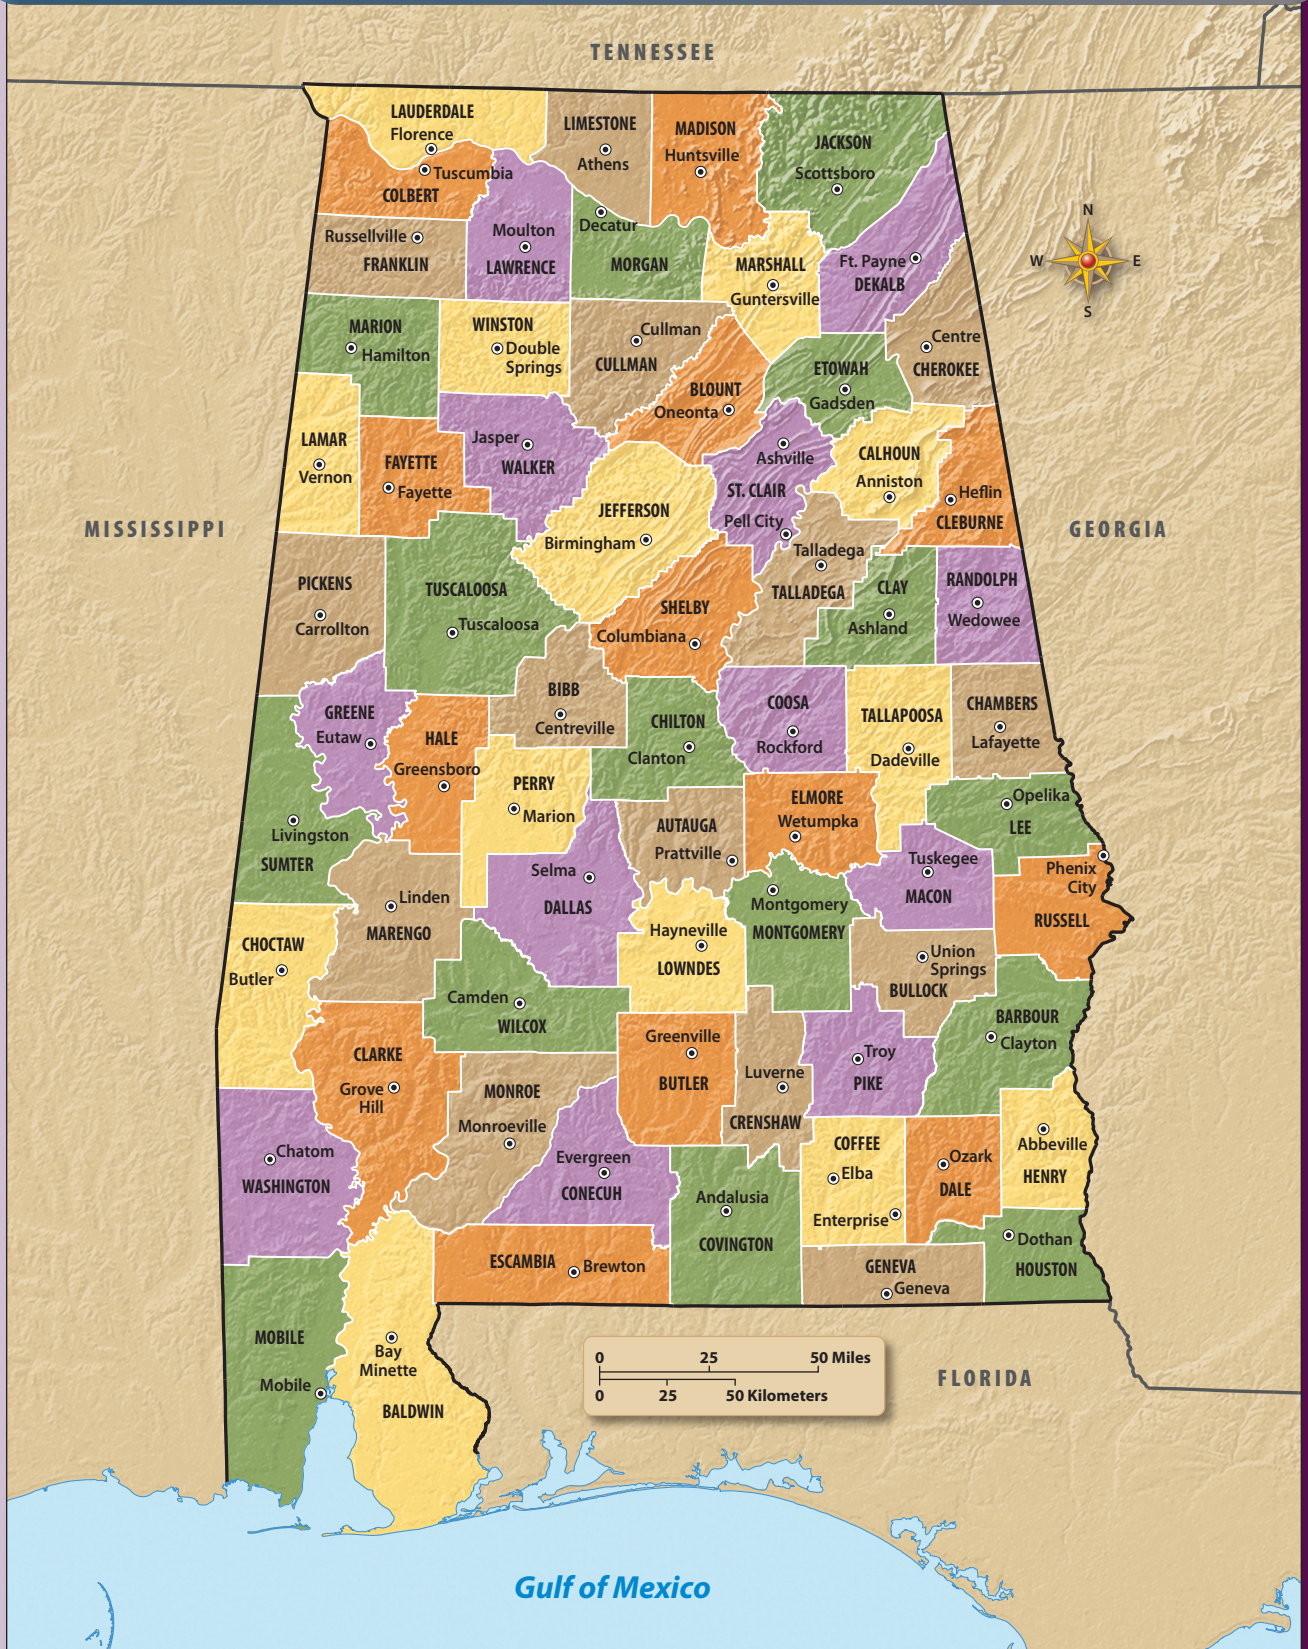 TENNESSEE
LAUDERDALE
Florence
LIMESTONE
Athens
MADISON
Huntsville
JACKSON
Scottsboro
Tuscumbia
COLBERT
Decatur
MORGAN
Moulton
LAWRENCE
Russellville
FRANKLIN
MARSHALL
Guntersville
Ft. Payne
DEKALB
N
W
E
S
MARION
Hamilton
WINSTON
Double
Springs
Cullman
CULLMAN
Centre
CHEROKEE
ETOWAH
Gadsden
BLOUNT
Oneonta
LAMAR
Vernon
FAYETTE
Fayette
Jasper
WALKER
Ashville
ST. CLAIR
Pell City
CALHOUN
Anniston
Heflin
CLEBURNE
MISSISSIPPI
GEORGIA
JEFFERSON
Birmingham
Talladega
TALLADEGA
PICKENS
Carrollton
TUSCALOOSA
Tuscaloosa
SHELBY
Columbiana
CLAY
Ashland
RANDOLPH
Wedowee
GREENE
Eutaw
HALE
Greensboro
BIBB
Centreville
CHILTON
Clanton
COOSA
Rockford
TALLAPOOSA
Dadeville
CHAMBERS
Lafayette
PERRY
Marion
Livingston
SUMTER
AUTAUGA
Prattville
ELMORE
Wetumpka
Opelika
LEE
Phenix
City
RUSSELL
Selma
DALLAS
Tuskegee
MACON
Linden
MARENGO
Montgomery
MONTGOMERY
Hayneville
LOWNDES
CHOCTAW
Butler
Union
Springs
BULLOCK
Camden
WILCOX
BARBOUR
Clayton
CLARKE
Grove
Hill
Greenville
BUTLER
Luverne
CRENSHAW
Troy
PIKE
MONROE
Monroeville
Chatom
WASHINGTON
Evergreen
CONECUH
COFFEE
Elba
Enterprise
Ozark
DALE
Abbeville
HENRY
Andalusia
COVINGTON
ESCAMBIA
Brewton
GENEVA
Geneva
Dothan
HOUSTON
MOBILE
Mobile
Bay
Minette
BALDWIN
0 25 50 Miles
0 25 50 Kilometers
FLORIDA
Gulf of Mexico